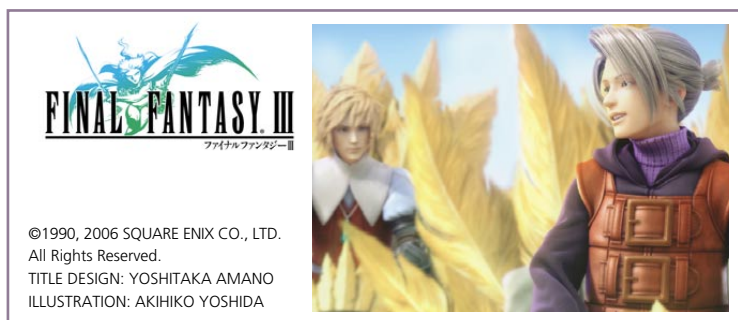 FINAL FANTASY® III
ファイナルファンタジーIII
©1990, 2006 SQUARE ENIX CO., LTD.
All Rights Reserved.
TITLE DESIGN: YOSHITAKA AMANO
ILLUSTRATION: AKIHIKO YOSHIDA